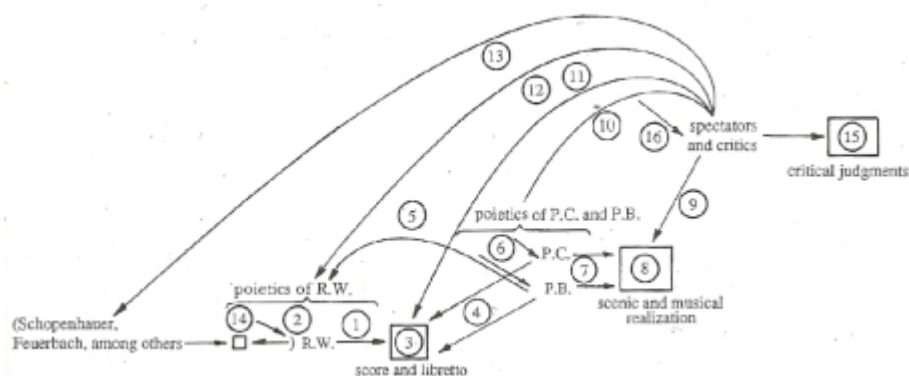 13
12
11
10
16
spectators
and critics
15
critical judgments
9
5
poietics of P.C. and P.B.
6
P.C.
7
8
P.B.
scenic and musical
realization
poietics of R.W.
4
(Schopenhauer,
Feuerbach, among others
14
2
1
) R.W.
3
score and libretto